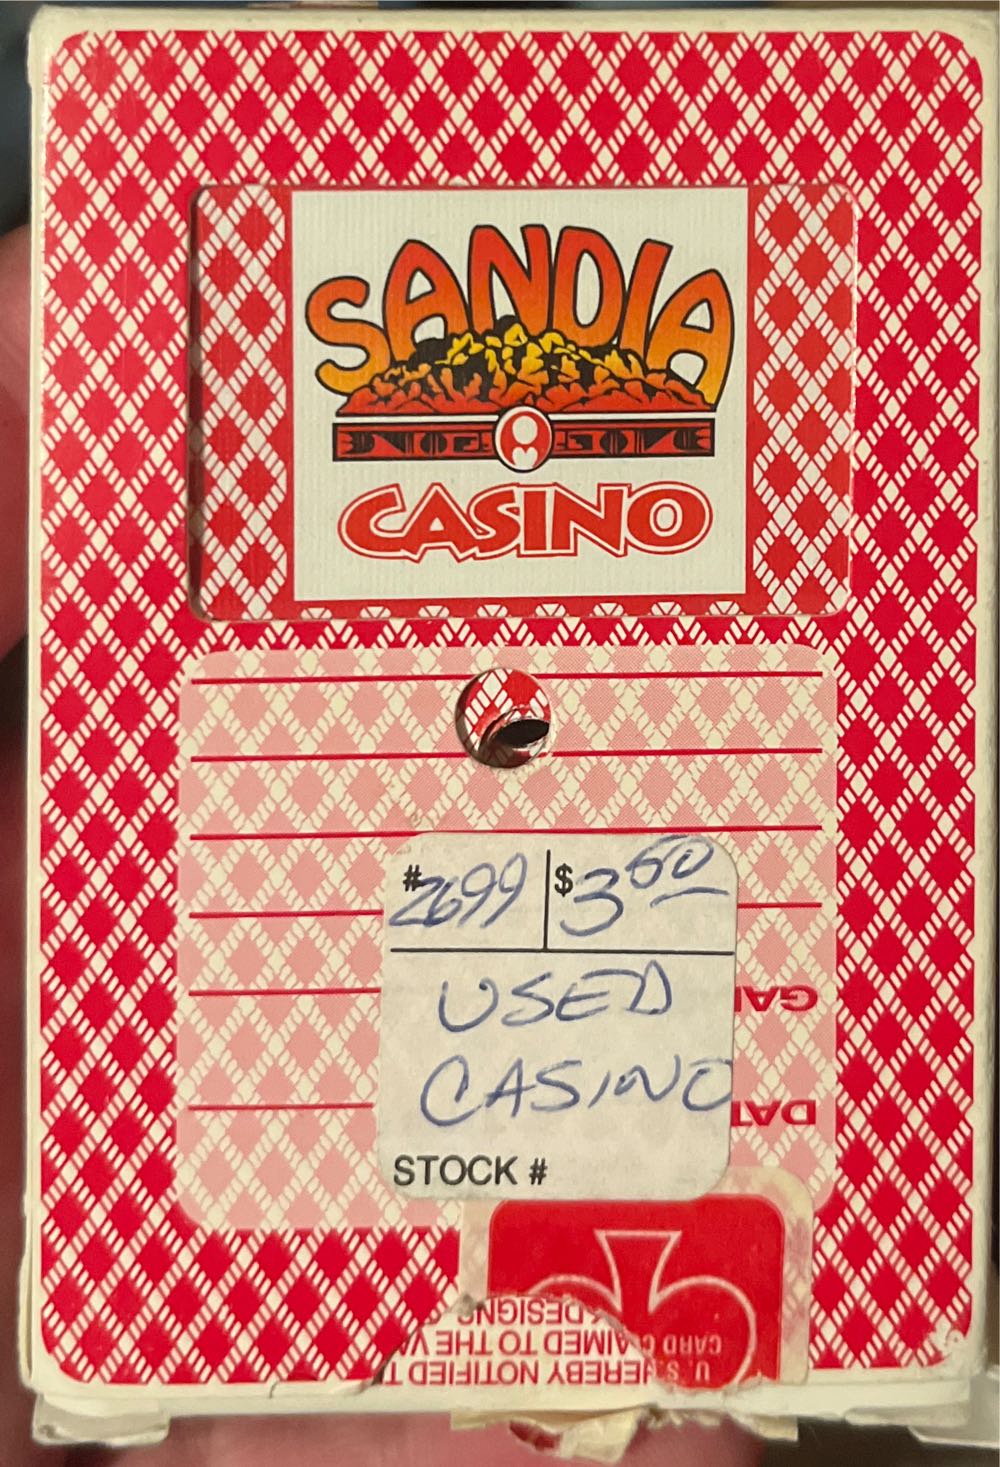 SANDIA
CASINO
#2699 $3.50
USED
CASINO
STOCK #
GA
DAT
DESIGNS
CARD CLAIMED TO THE
U.S. HEREBY NOTIFIED T